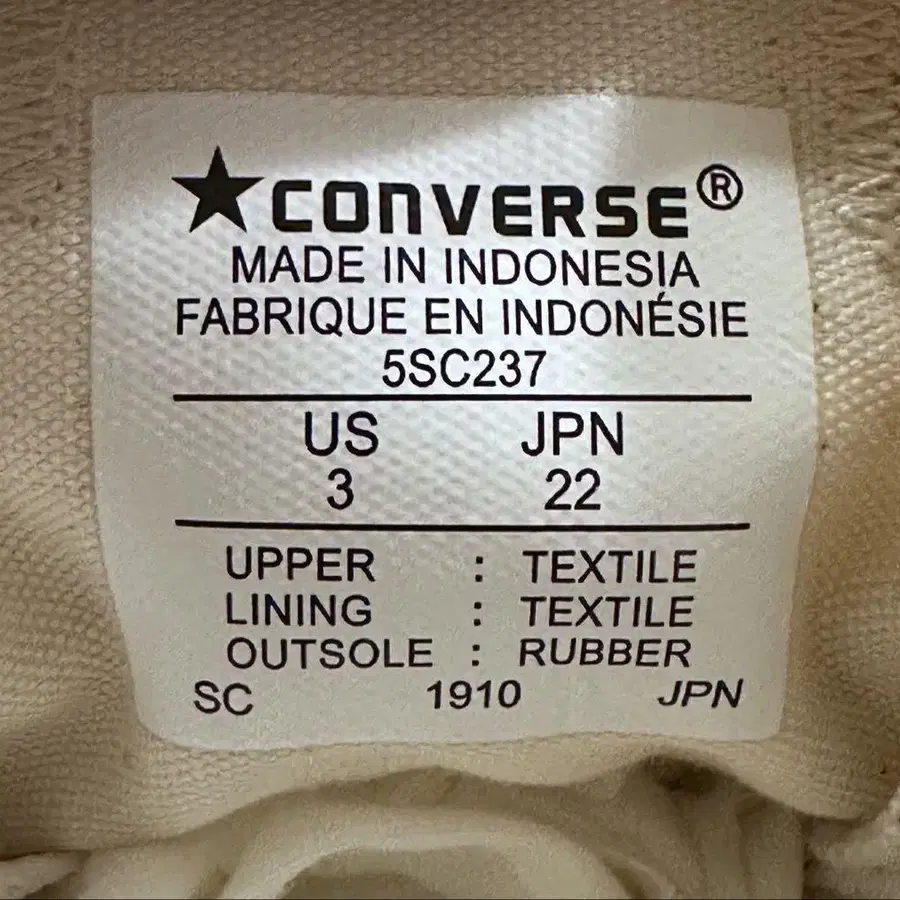 ★CONVERSE®
MADE IN INDONESIA
FABRIQUE EN INDONÉSIE
5SC237
US JPN
3 22
UPPER : TEXTILE
LINING : TEXTILE
OUTSOLE : RUBBER
SC 1910 JPN